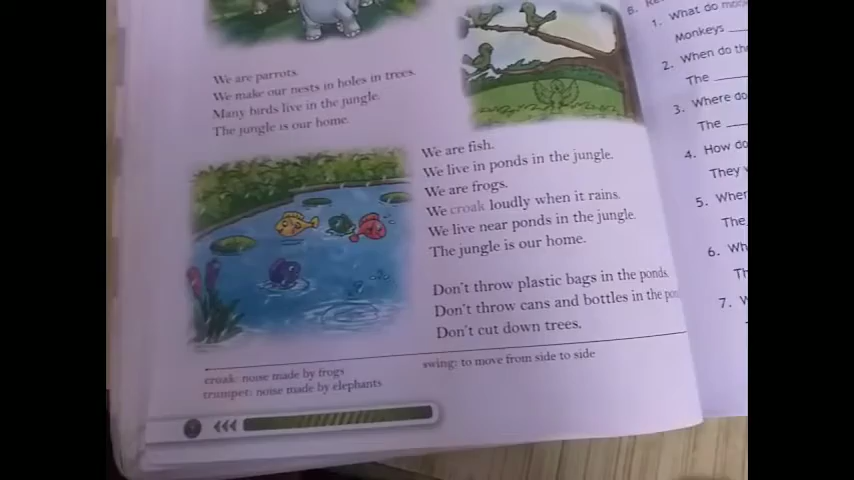 We are parrots.
We make our nests in holes in trees.
Many birds live in the jungle.
The jungle is our home.
We are fish.
We live in ponds in the jungle.
We are frogs.
We croak loudly when it rains.
We live near ponds in the jungle.
The jungle is our home.
Don't throw plastic bags in the ponds.
Don't throw cans and bottles in the
Don't cut down trees.
croak: noise made by frogs
trumpet: noise made by elephants
swing: to move from side to side
1. What do
Monkeys
2. When do
The
3. Where do
The
4. How do
They
5.
The
6.
7.